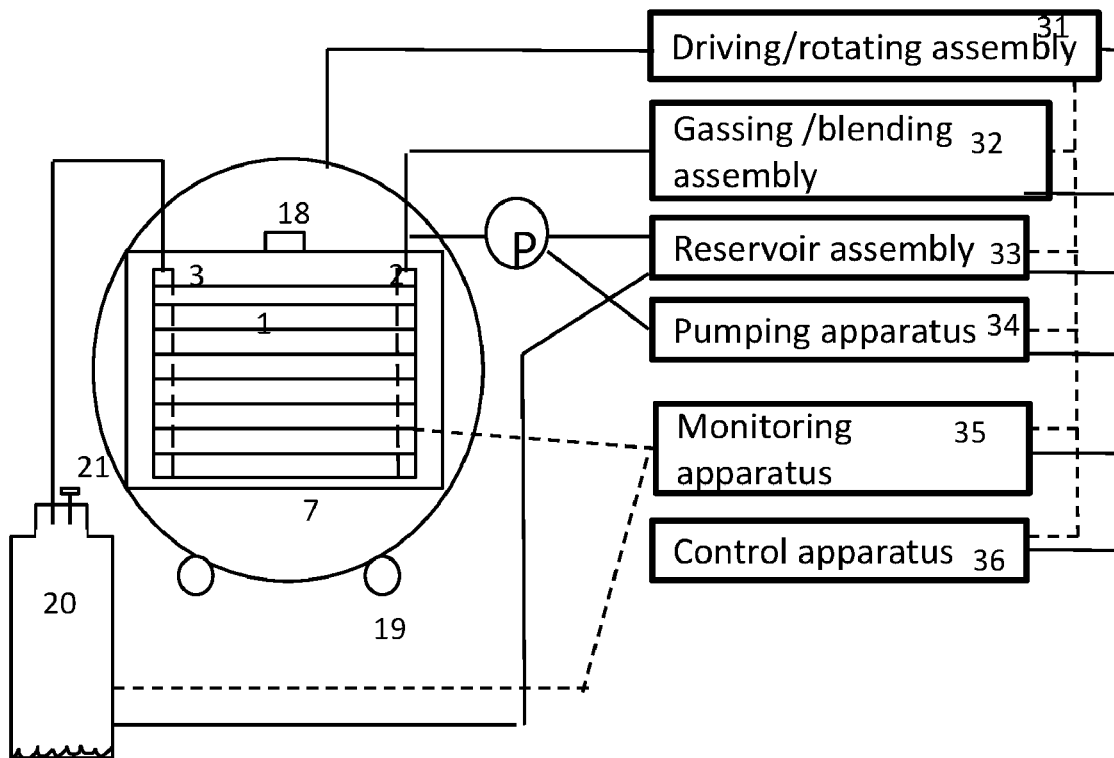 31
Driving/rotating assembly
Gassing /blending 32
assembly
18
P
Reservoir assembly 33
3
2
1
Pumping apparatus 34
Monitoring 35
apparatus
21
7
Control apparatus 36
20
19